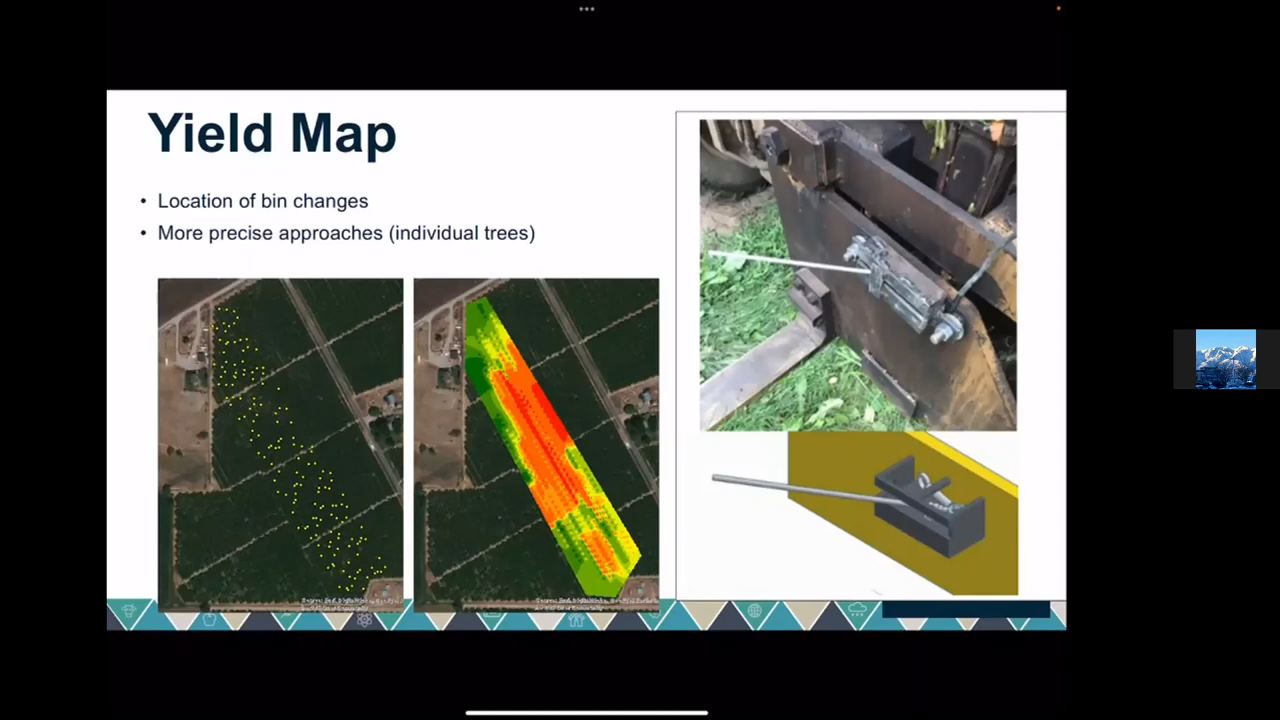 Yield Map
• Location of bin changes
• More precise approaches (individual trees)